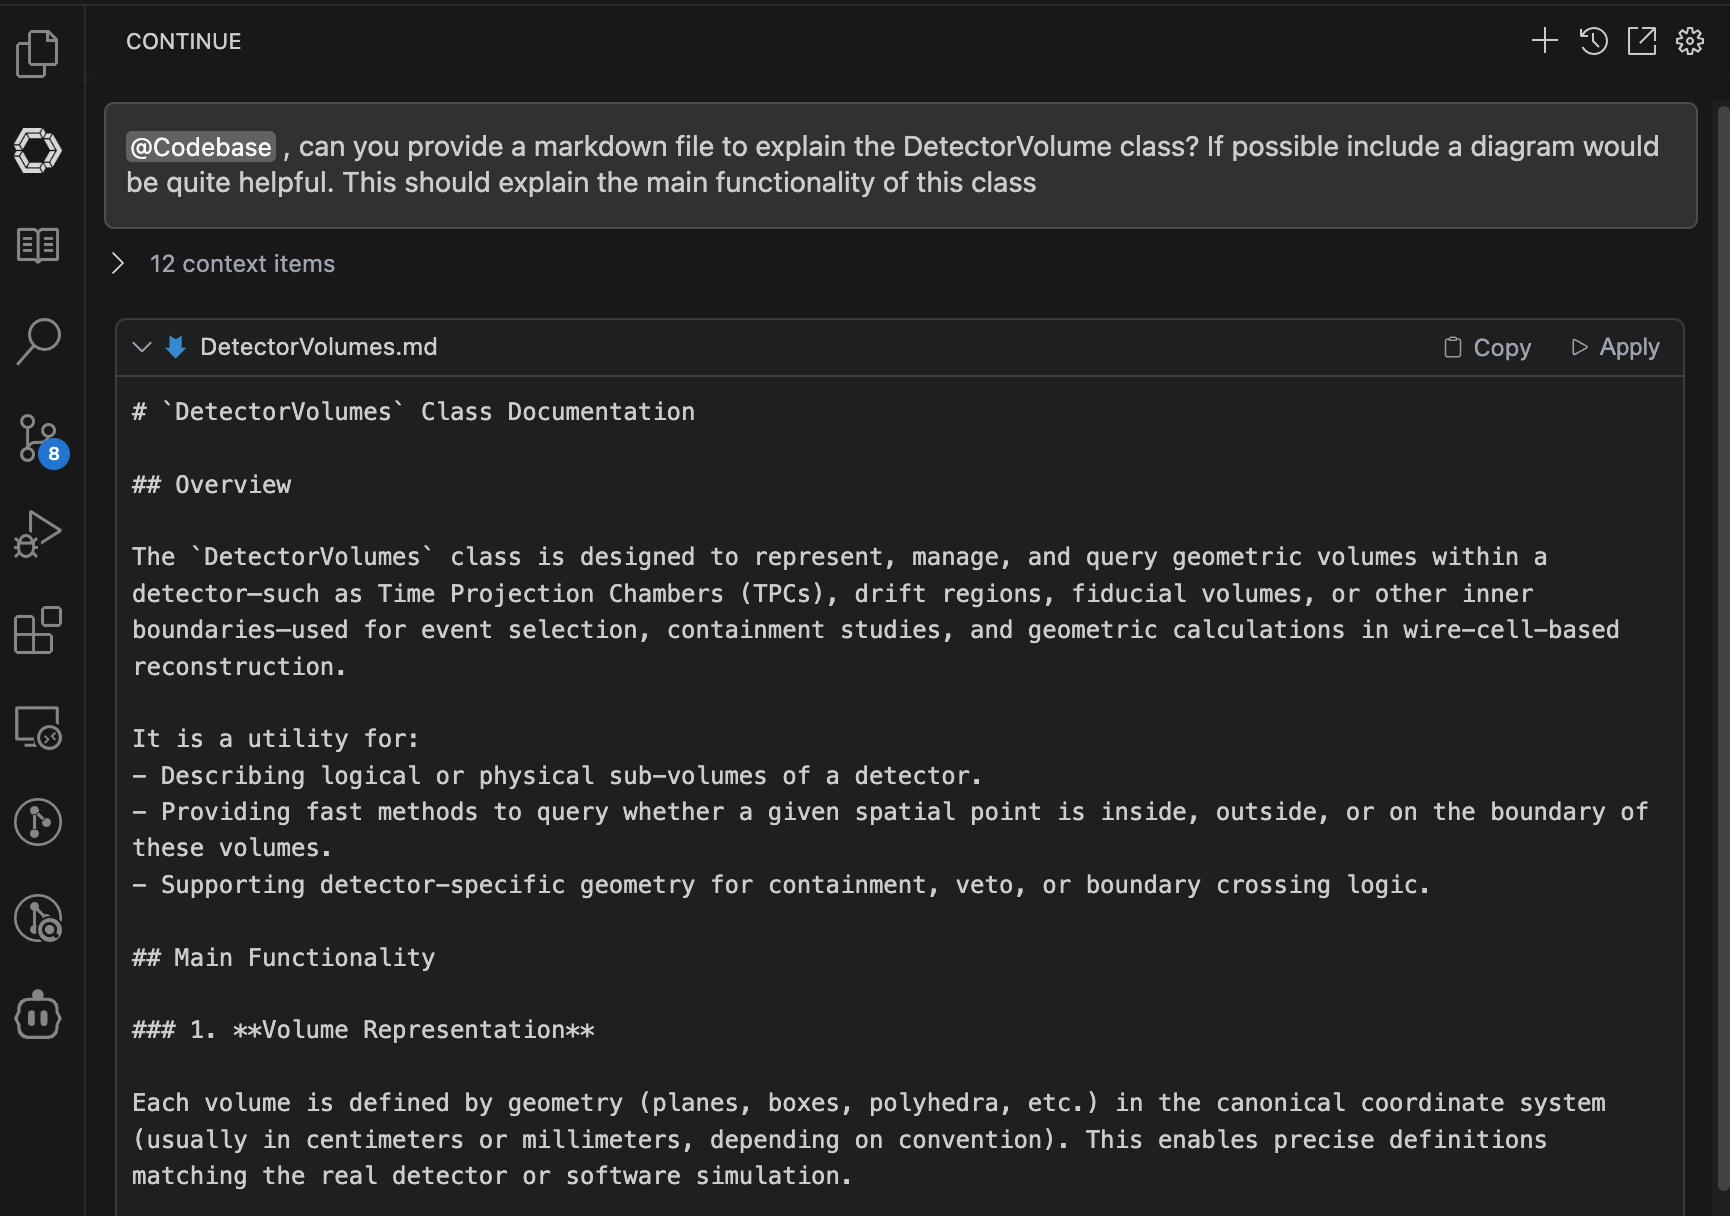 CONTINUE
@Codebase , can you provide a markdown file to explain the DetectorVolume class? If possible include a diagram would
be quite helpful. This should explain the main functionality of this class
12 context items
DetectorVolumes.md
Copy
Apply
# `DetectorVolumes` Class Documentation
## Overview
The `DetectorVolumes` class is designed to represent, manage, and query geometric volumes within a
detector—such as Time Projection Chambers (TPCs), drift regions, fiducial volumes, or other inner
boundaries—used for event selection, containment studies, and geometric calculations in wire-cell-based
reconstruction.
It is a utility for:
- Describing logical or physical sub-volumes of a detector.
- Providing fast methods to query whether a given spatial point is inside, outside, or on the boundary of
these volumes.
- Supporting detector-specific geometry for containment, veto, or boundary crossing logic.
8
## Main Functionality
### 1. **Volume Representation**
Each volume is defined by geometry (planes, boxes, polyhedra, etc.) in the canonical coordinate system
(usually in centimeters or millimeters, depending on convention). This enables precise definitions
matching the real detector or software simulation.